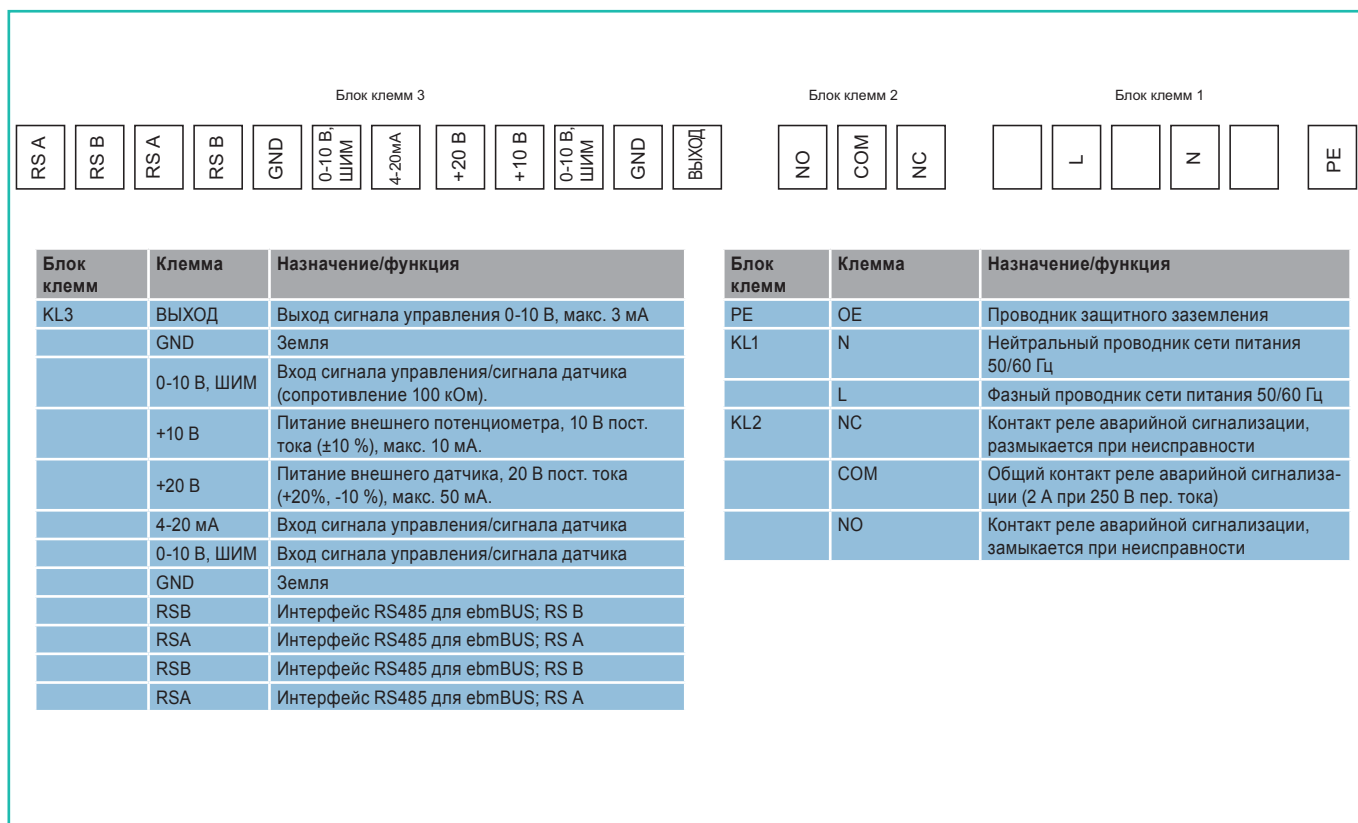 Блок клемм 3
Блок клемм 2
Блок клемм 1
RS A
RS B
RS A
RS B
GND
0-10 В,
ШИМ
4-20мА
+20 В
+10 В
0-10 В,
ШИМ
GND
ВЫХОД
NO
COM
NC
L
N
PE
Блок
клемм
Клемма
Назначение/функция
KL3
ВЫХОД
Выход сигнала управления 0-10 В, макс. 3 мА
GND
Земля
0-10 В, ШИМ
Вход сигнала управления/сигнала датчика
(сопротивление 100 кОм).
+10 В
Питание внешнего потенциометра, 10 В пост.
тока (±10 %), макс. 10 мА.
+20 В
Питание внешнего датчика, 20 В пост. тока
(+20%, -10 %), макс. 50 мА.
4-20 мА
Вход сигнала управления/сигнала датчика
0-10 В, ШИМ
Вход сигнала управления/сигнала датчика
GND
Земля
RSB
Интерфейс RS485 для ebmBUS; RS B
RSA
Интерфейс RS485 для ebmBUS; RS A
RSB
Интерфейс RS485 для ebmBUS; RS B
RSA
Интерфейс RS485 для ebmBUS; RS A
Блок
клемм
Клемма
Назначение/функция
PE
OE
Проводник защитного заземления
KL1
N
Нейтральный проводник сети питания
50/60 Гц
L
Фазный проводник сети питания 50/60 Гц
KL2
NC
Контакт реле аварийной сигнализации,
размыкается при неисправности
COM
Общий контакт реле аварийной сигнализа-
ции (2 А при 250 В пер. тока)
NO
Контакт реле аварийной сигнализации,
замыкается при неисправности